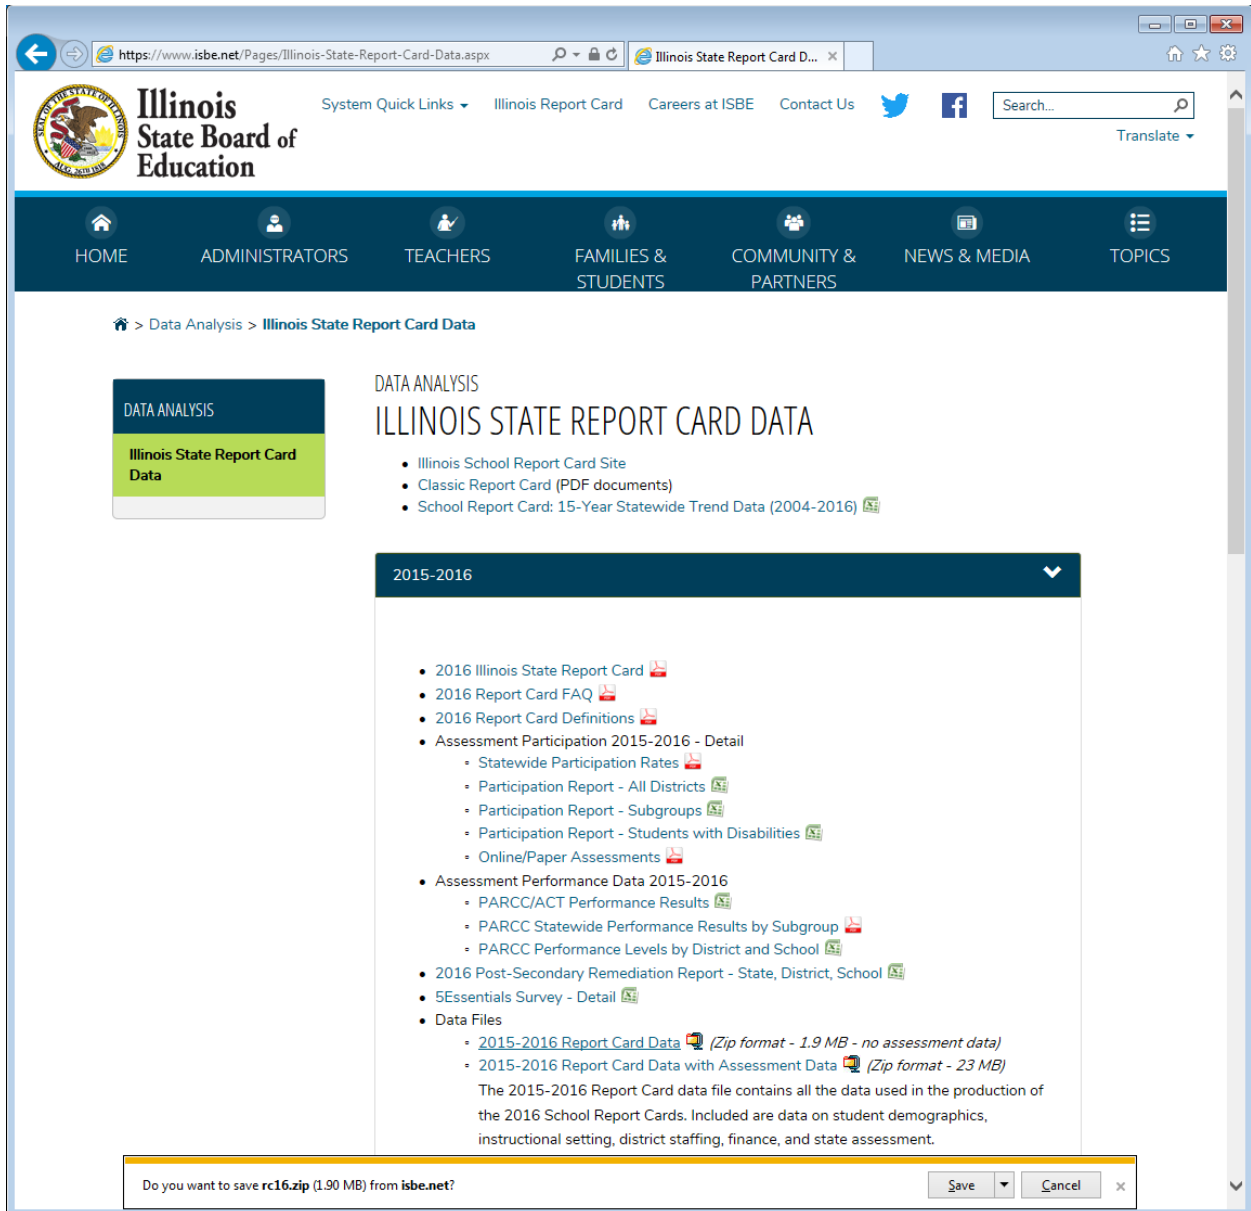 https://www.isbe.net/Pages/Illinois-State-Report-Card-Data.aspx
Illinois State Report Card D...
SEAL OF THE STATE OF ILLINOIS
AUG. 26TH 1818
Illinois
State Board of
Education
System Quick Links
Illinois Report Card
Careers at ISBE
Contact Us
Search...
Translate
HOME
ADMINISTRATORS
TEACHERS
FAMILIES &
STUDENTS
COMMUNITY &
PARTNERS
NEWS & MEDIA
TOPICS
> Data Analysis > Illinois State Report Card Data
DATA ANALYSIS
Illinois State Report Card
Data
DATA ANALYSIS
ILLINOIS STATE REPORT CARD DATA
• Illinois School Report Card Site
• Classic Report Card (PDF documents)
• School Report Card: 15-Year Statewide Trend Data (2004-2016)
2015-2016
• 2016 Illinois State Report Card
• 2016 Report Card FAQ
• 2016 Report Card Definitions
• Assessment Participation 2015-2016 - Detail
▫ Statewide Participation Rates
▫ Participation Report - All Districts
▫ Participation Report - Subgroups
▫ Participation Report - Students with Disabilities
▫ Online/Paper Assessments
• Assessment Performance Data 2015-2016
▫ PARCC/ACT Performance Results
▫ PARCC Statewide Performance Results by Subgroup
▫ PARCC Performance Levels by District and School
• 2016 Post-Secondary Remediation Report - State, District, School
• 5Essentials Survey - Detail
• Data Files
▫ 2015-2016 Report Card Data (Zip format - 1.9 MB - no assessment data)
▫ 2015-2016 Report Card Data with Assessment Data (Zip format - 23 MB)
The 2015-2016 Report Card data file contains all the data used in the production of
the 2016 School Report Cards. Included are data on student demographics,
instructional setting, district staffing, finance, and state assessment.
Do you want to save rc16.zip (1.90 MB) from isbe.net?
Save
Cancel